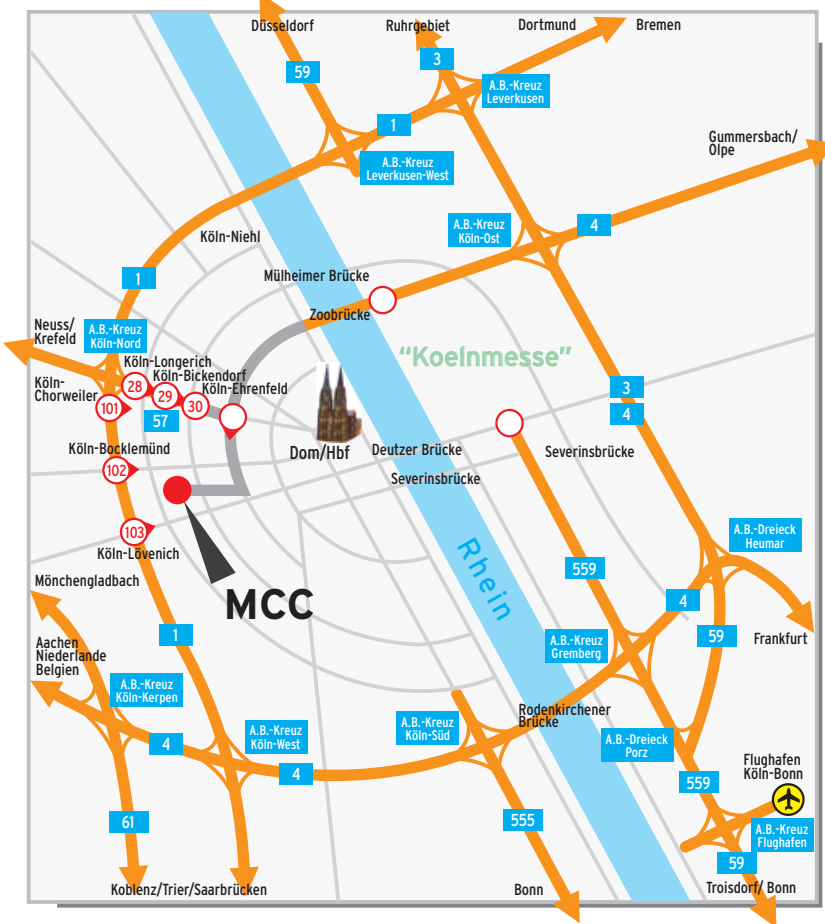 Düsseldorf
Ruhrgebiet
Dortmund
Bremen
59
3
A.B.-Kreuz
Leverkusen
1
A.B.-Kreuz
Leverkusen-West
Gummersbach/
Olpe
A.B.-Kreuz
Köln-Ost
4
Köln-Niehl
1
Mülheimer Brücke
Zoobrücke
Neuss/
Krefeld
A.B.-Kreuz
Köln-Nord
"Koelnmesse"
Köln-Longerich
Köln-Bickendorf
Köln-Ehrenfeld
Köln-
Chorweiler
28
29
30
101
57
3
4
Dom/Hbf
Deutzer Brücke
Severinsbrücke
Severinsbrücke
Köln-Bocklemünd
102
103
Köln-Lövenich
A.B.-Dreieck
Heumar
Rhein
559
Mönchengladbach
MCC
4
1
59
Frankfurt
Aachen
Niederlande
Belgien
A.B.-Kreuz
Gremberg
A.B.-Kreuz
Köln-Kerpen
A.B.-Kreuz
Köln-West
A.B.-Kreuz
Köln-Süd
Rodenkirchener
Brücke
A.B.-Dreieck
Porz
4
4
Flughafen
Köln-Bonn
559
61
555
A.B.-Kreuz
Flughafen
59
Koblenz/Trier/Saarbrücken
Bonn
Troisdorf/ Bonn